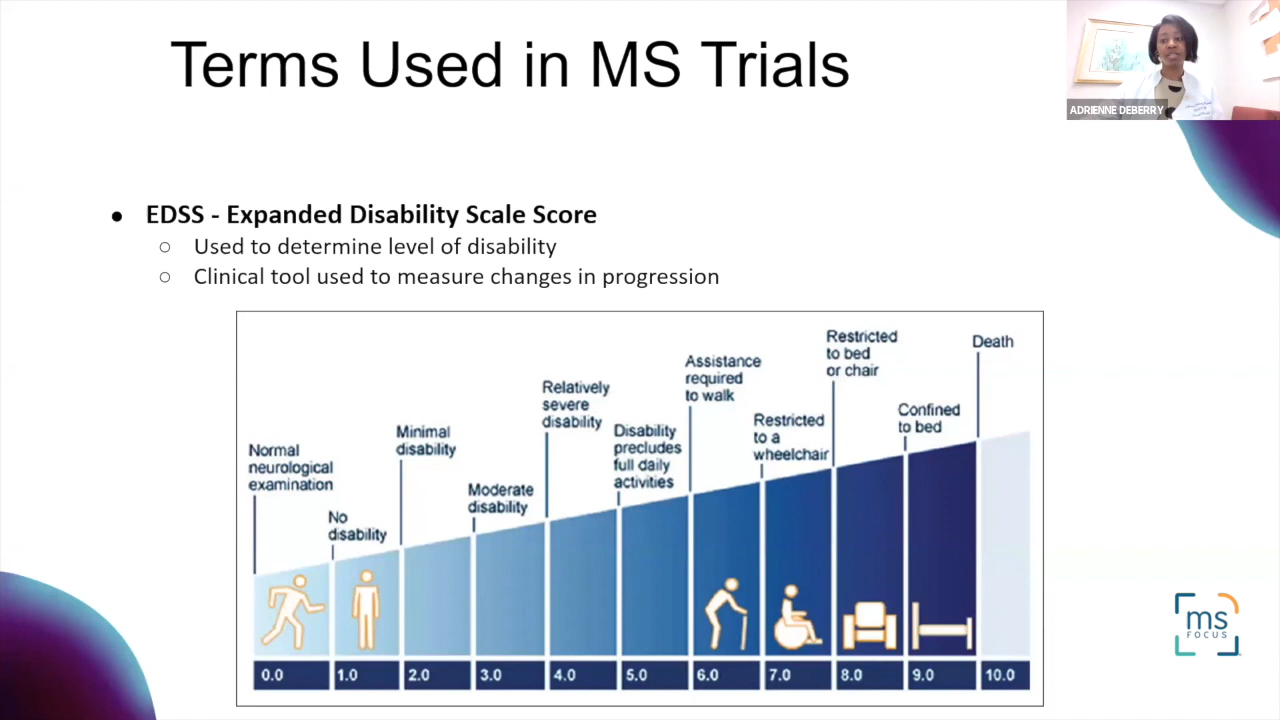 Terms Used in MS Trials
ADRIENNE DEBERRY
● EDSS - Expanded Disability Scale Score
○ Used to determine level of disability
○ Clinical tool used to measure changes in progression
Normal
neurological
examination
No
disability
Minimal
disability
Moderate
disability
Relatively
severe
disability
Disability
precludes
full daily
activities
Assistance
required
to walk
Restricted
to a
wheelchair
Restricted
to bed
or chair
Confined
to bed
Death
0.0 1.0 2.0 3.0 4.0 5.0 6.0 7.0 8.0 9.0 10.0
ms
FOCUS